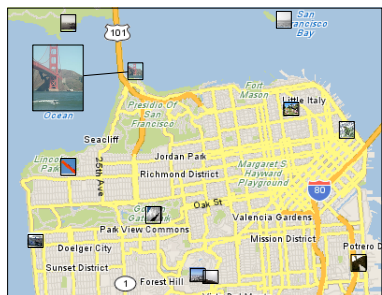 San
Francisco
Bay
101
Ocean
Presidio Of
San
Francisco
Fort
Mason
Little Italy
Seacliff
Lincoln
Park
25th Ave
Jordan Park
Richmond District
Margaret S
Hayward
Playground
80
Oak St
Valencia Gardens
Park View Commons
Mission District
Doelger City
Potrero D
Sunset District
1
Forest Hill